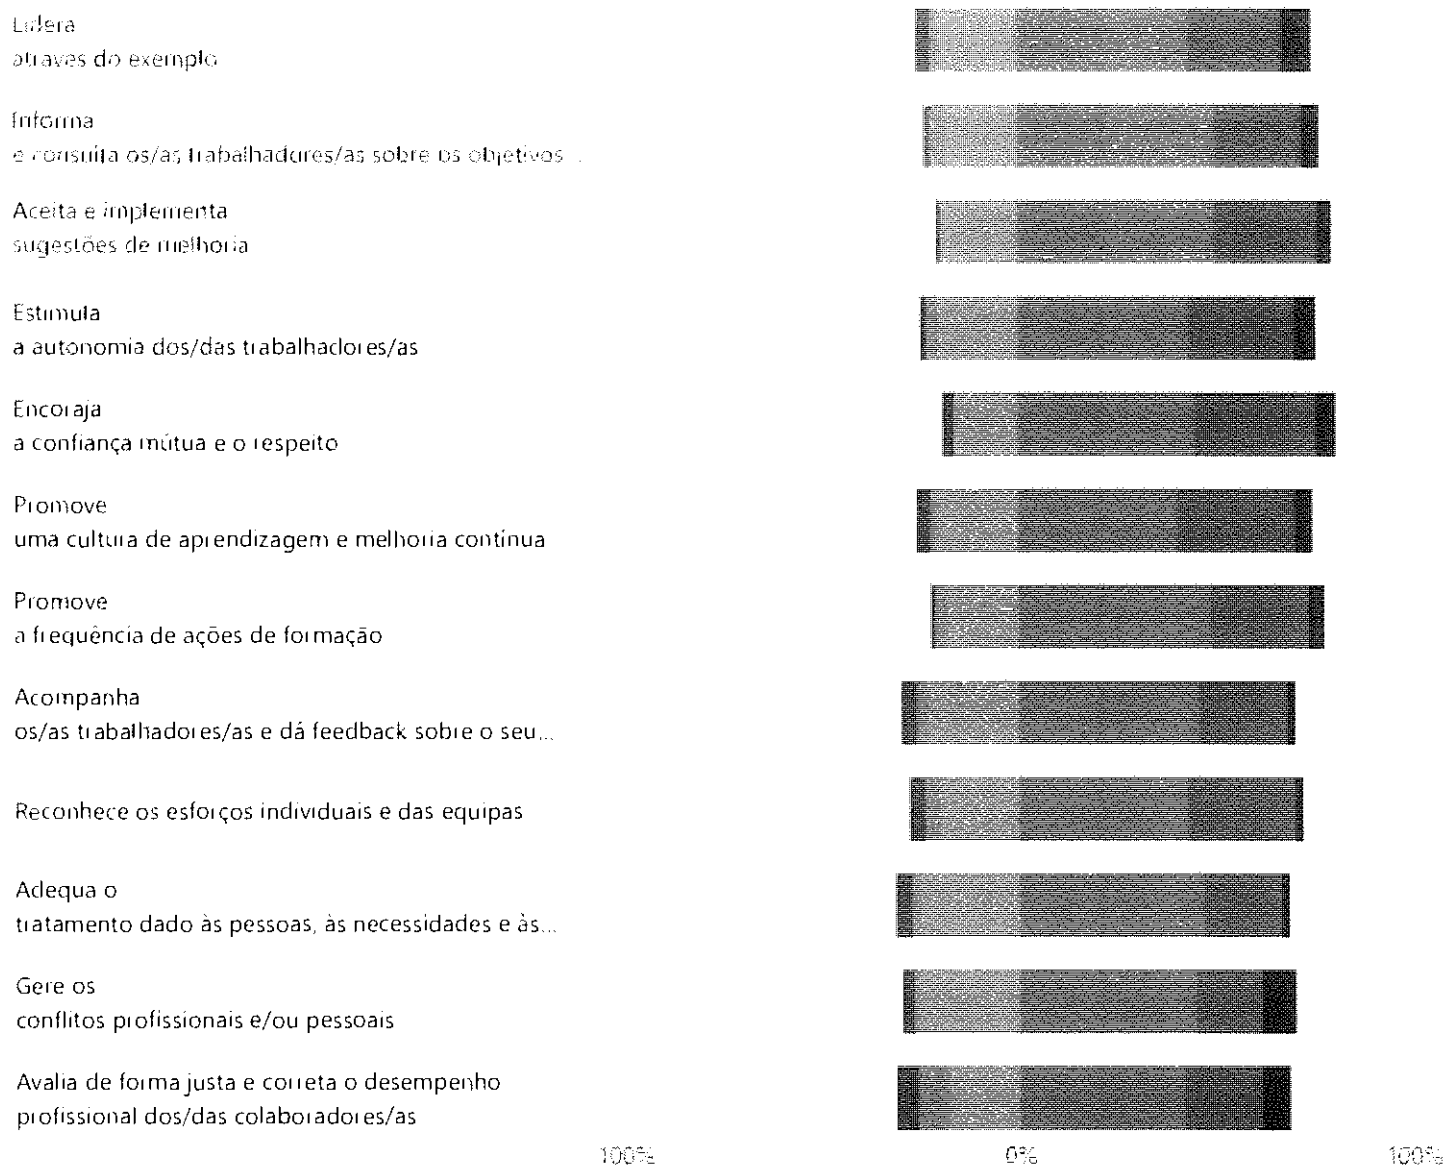 Lidera
através do exemplo
Informa
e consulta os/as trabalhadores/as sobre os objetivos...
Aceita e implementa
sugestões de melhoria
Estimula
a autonomia dos/das trabalhadores/as
Encoraja
a confiança mútua e o respeito
Promove
uma cultura de aprendizagem e melhoria contínua
Promove
a frequência de ações de formação
Acompanha
os/as trabalhadores/as e dá feedback sobre o seu...
Reconhece os esforços individuais e das equipas
Adequa o
tratamento dado às pessoas, às necessidades e às...
Gere os
conflitos profissionais e/ou pessoais
Avalia de forma justa e correta o desempenho
profissional dos/das colaboradores/as
100% 0% 100%